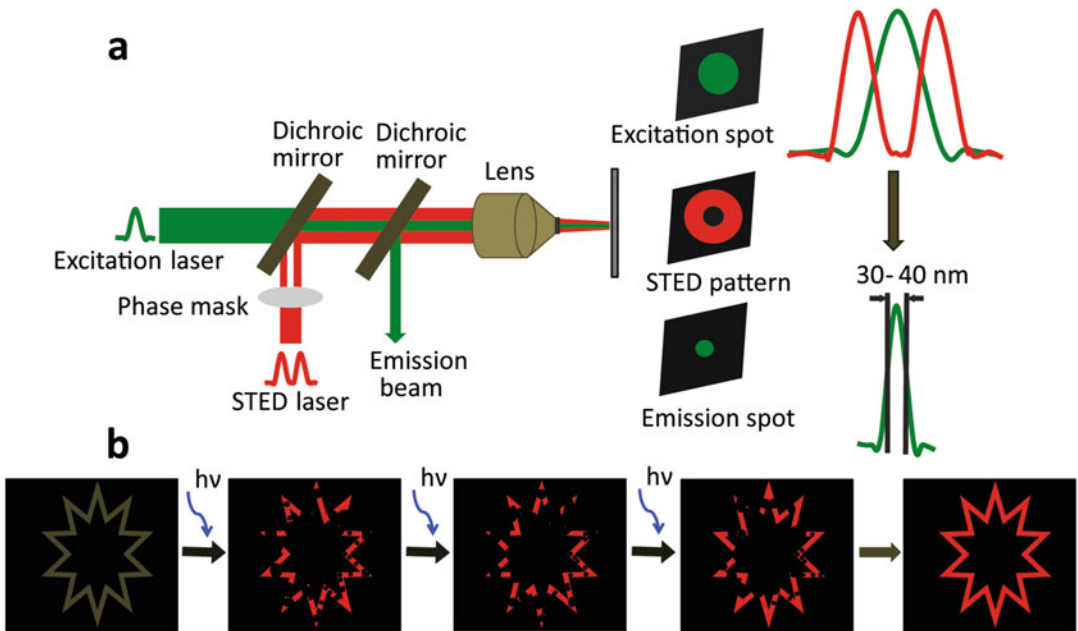 a
Dichroic
mirror
Dichroic
mirror
Lens
Excitation laser
Phase mask
STED laser
Emission
beam
Excitation spot
STED pattern
Emission spot
30- 40 nm
b
hν
hν
hν